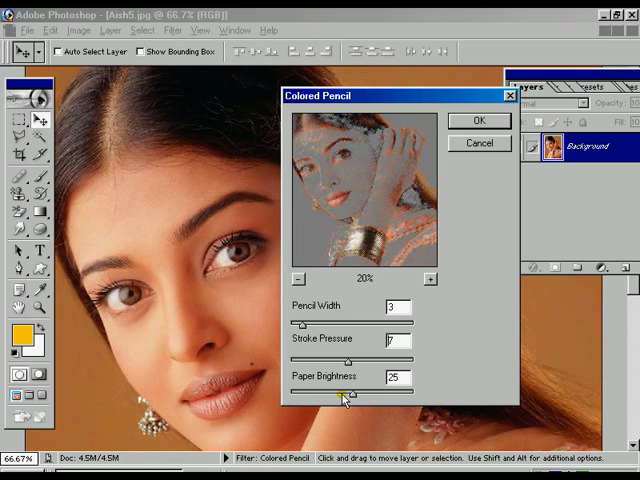 Adobe Photoshop - [Aish5.jpg @ 66.7% (RGB)]
File Edit Image Layer Select Filter View Window Help
Auto Select Layer Show Bounding Box
Layers
Opacity:
Fill:
Background
Colored Pencil
OK
Cancel
20%
Pencil Width 3
Stroke Pressure 7
Paper Brightness 25
66.67% Doc: 4.5M/4.5M Filter: Colored Pencil Click and drag to move layer or selection. Use Shift and Alt for additional options.